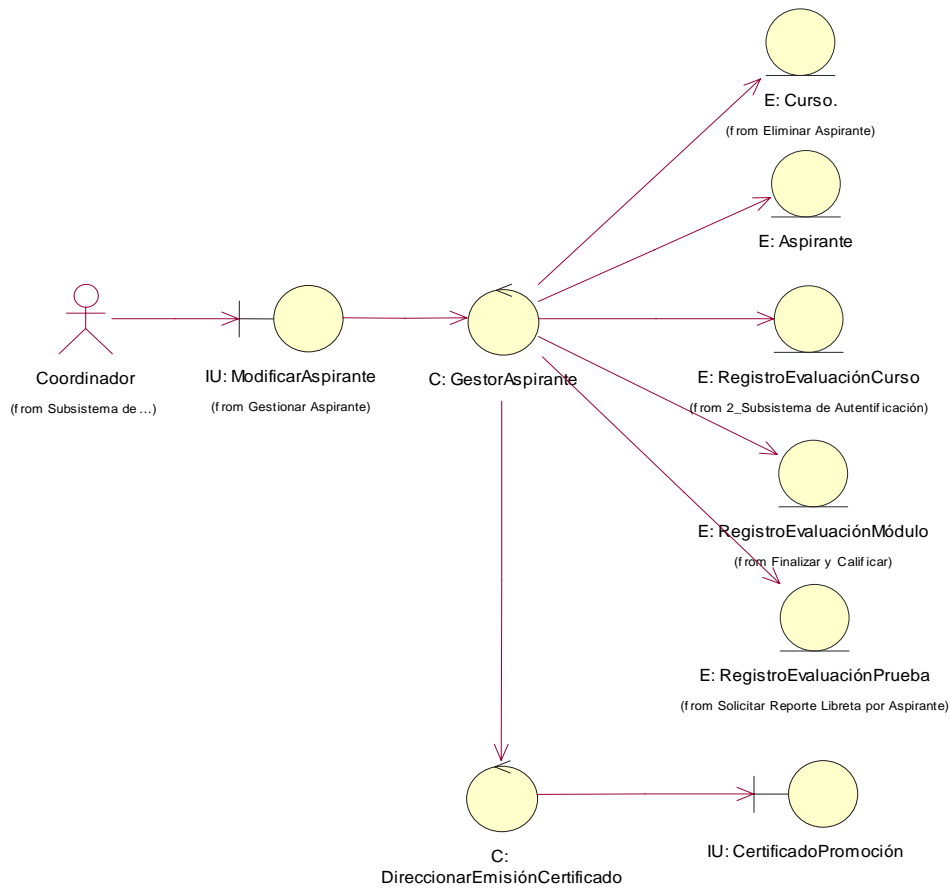 E: Curso.
(from Eliminar Aspirante)
E: Aspirante
Coordinador
(from Subsistema de ...)
IU: ModificarAspirante
(from Gestionar Aspirante)
C: GestorAspirante
E: RegistroEvaluaciónCurso
(from 2_Subsistema de Autentificación)
E: RegistroEvaluaciónMódulo
(from Finalizar y Calificar)
E: RegistroEvaluaciónPrueba
(from Solicitar Reporte Libreta por Aspirante)
C:
DireccionarEmisiónCertificado
IU: CertificadoPromoción